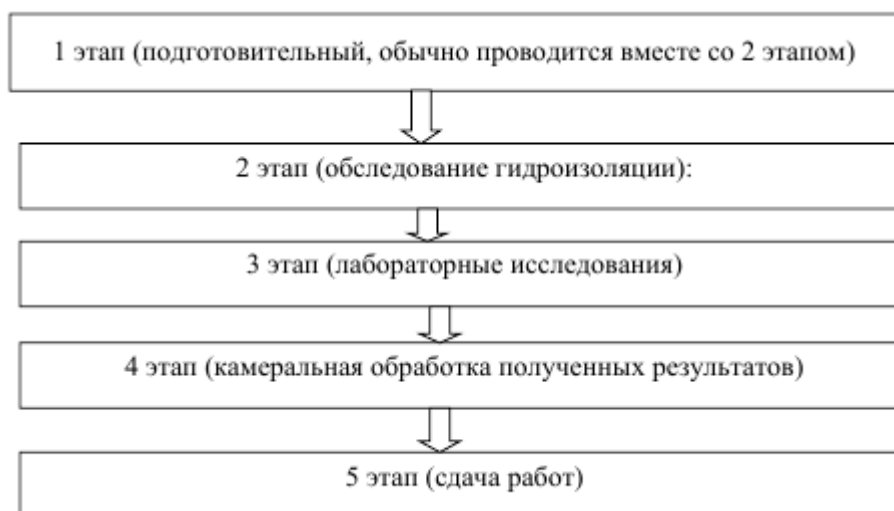 1 этап (подготовительный, обычно проводится вместе со 2 этапом)
2 этап (обследование гидроизоляции):
3 этап (лабораторные исследования)
4 этап (камеральная обработка полученных результатов)
5 этап (сдача работ)